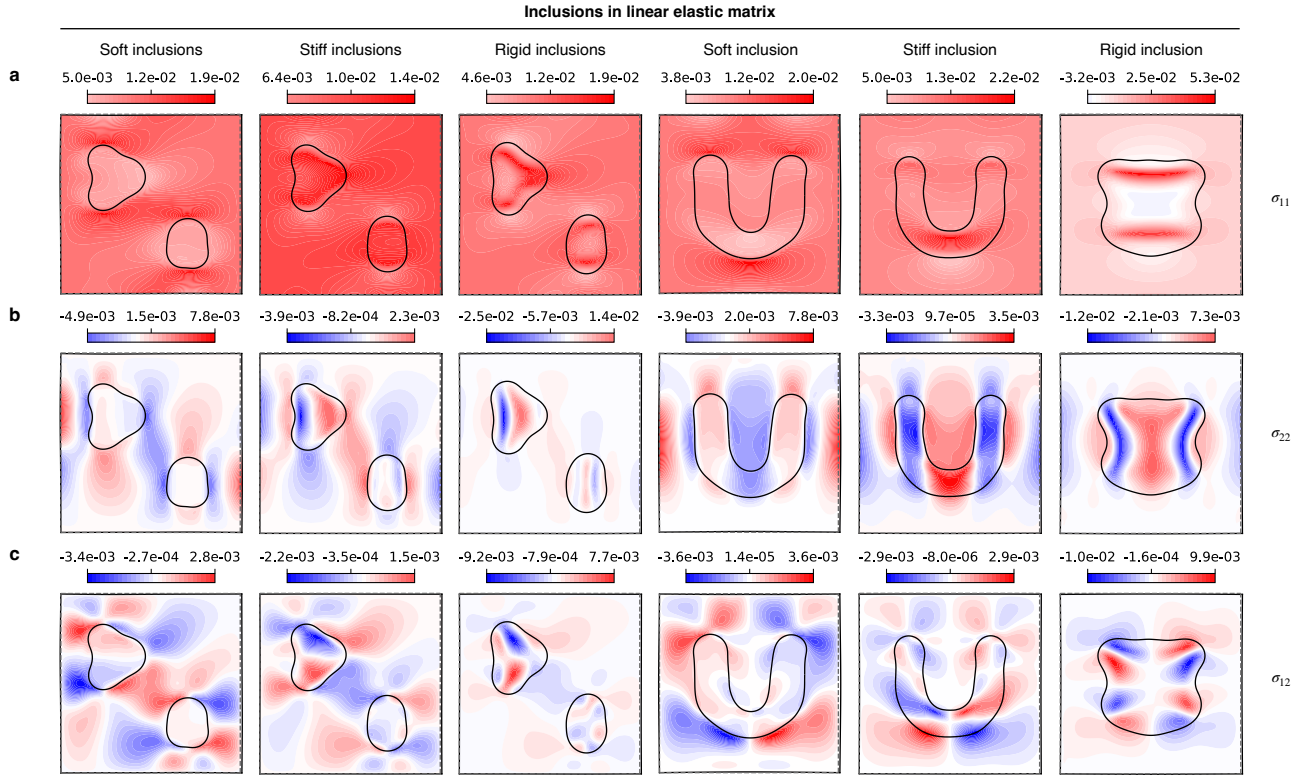 Inclusions in linear elastic matrix
Soft inclusions Stiff inclusions Rigid inclusions Soft inclusion Stiff inclusion Rigid inclusion
a
5.0e-03 1.2e-02 1.9e-02 6.4e-03 1.0e-02 1.4e-02 4.6e-03 1.2e-02 1.9e-02 3.8e-03 1.2e-02 2.0e-02 5.0e-03 1.3e-02 2.2e-02 -3.2e-03 2.5e-02 5.3e-02
σ11
b
-4.9e-03 1.5e-03 7.8e-03 -3.9e-03 -8.2e-04 2.3e-03 -2.5e-02 -5.7e-03 1.4e-02 -3.9e-03 2.0e-03 7.8e-03 -3.3e-03 9.7e-05 3.5e-03 -1.2e-02 -2.1e-03 7.3e-03
σ22
c
-3.4e-03 -2.7e-04 2.8e-03 -2.2e-03 -3.5e-04 1.5e-03 -9.2e-03 -7.9e-04 7.7e-03 -3.6e-03 1.4e-05 3.6e-03 -2.9e-03 -8.0e-06 2.9e-03 -1.0e-02 -1.6e-04 9.9e-03
σ12